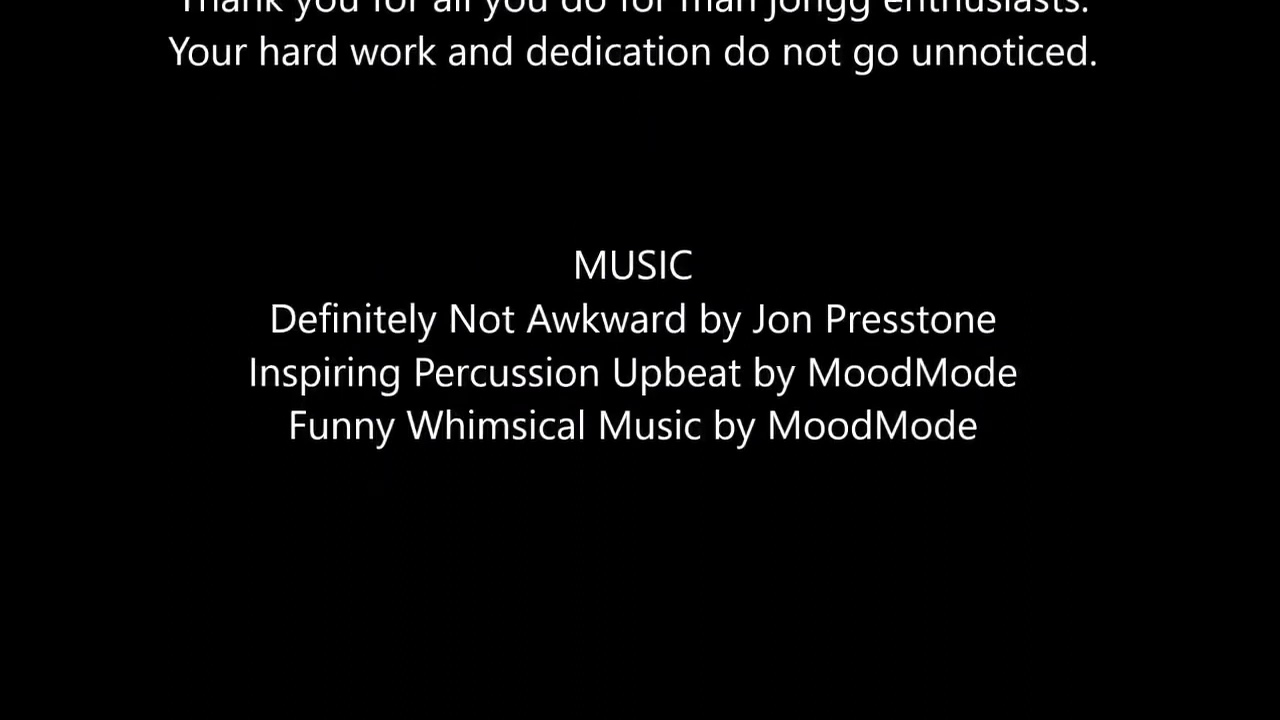 Thank you for all you do for mah jongg enthusiasts.
Your hard work and dedication do not go unnoticed.
MUSIC
Definitely Not Awkward by Jon Presstone
Inspiring Percussion Upbeat by MoodMode
Funny Whimsical Music by MoodMode